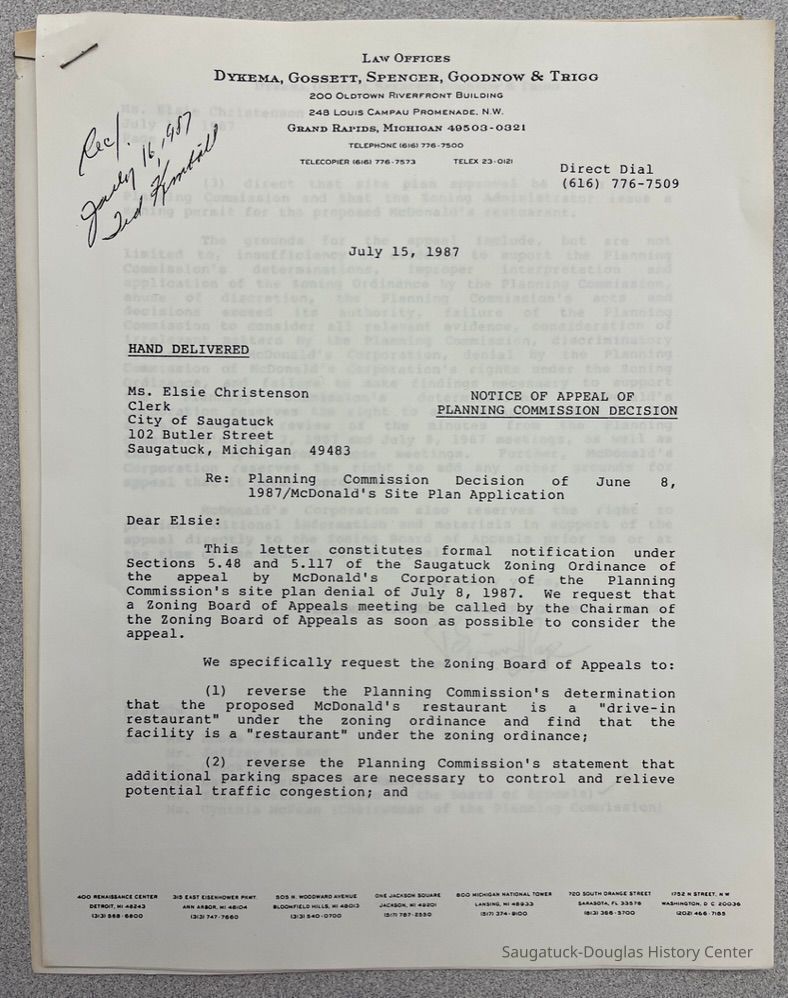 LAW OFFICES
DYKEMA, GOSSETT, SPENCER, GOODNOW & TRIGG
200 OLDTOWN RIVERFRONT BUILDING
248 LOUIS CAMPAU PROMENADE, N.W.
GRAND RAPIDS, MICHIGAN 49503-0321
TELEPHONE (616) 776-7500
TELECOPIER (616) 776-7573 TELEX 23-0121
Direct Dial
(616) 776-7509
Rec/.
July 16, 1987
Ted Kimball
July 15, 1987
HAND DELIVERED
Ms. Elsie Christenson
Clerk
City of Saugatuck
102 Butler Street
Saugatuck, Michigan 49483
NOTICE OF APPEAL OF
PLANNING COMMISSION DECISION
Re: Planning Commission Decision of June 8,
1987/McDonald's Site Plan Application
Dear Elsie:
This letter constitutes formal notification under
Sections 5.48 and 5.117 of the Saugatuck Zoning Ordinance of
the appeal by McDonald's Corporation of the Planning
Commission's site plan denial of July 8, 1987. We request that
a Zoning Board of Appeals meeting be called by the Chairman of
the Zoning Board of Appeals as soon as possible to consider the
appeal.
We specifically request the Zoning Board of Appeals to:
(1) reverse the Planning Commission's determination
that the proposed McDonald's restaurant is a "drive-in
restaurant" under the zoning ordinance and find that the
facility is a "restaurant" under the zoning ordinance;
(2) reverse the Planning Commission's statement that
additional parking spaces are necessary to control and relieve
potential traffic congestion; and
400 RENAISSANCE CENTER
DETROIT, MI 48243
(313) 568-6800
315 EAST EISENHOWER PKWY.
ANN ARBOR, MI 48104
(313) 747-7660
505 N. WOODWARD AVENUE
BLOOMFIELD HILLS, MI 48013
(313) 540-0700
ONE JACKSON SQUARE
JACKSON, MI 49201
(517) 787-2550
800 MICHIGAN NATIONAL TOWER
LANSING, MI 48933
(517) 374-9100
720 SOUTH ORANGE STREET
SARASOTA, FL 33578
(813) 366-5700
1752 N STREET, N W
WASHINGTON, D C 20036
(202) 466-7185
Saugatuck-Douglas History Center